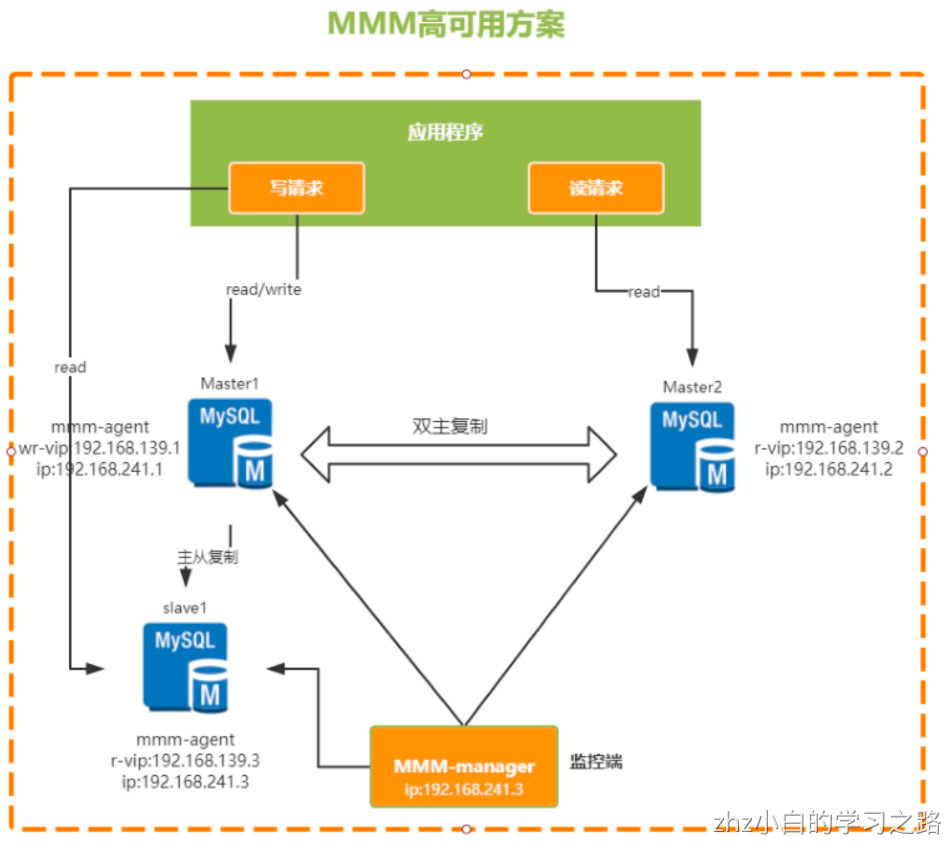 MMM高可用方案
应用程序
写请求
读请求
read/write
read
read
Master1
MySQL
M
mmm-agent
wr-vip:192.168.139.1
ip:192.168.241.1
双主复制
Master2
MySQL
M
mmm-agent
r-vip:192.168.139.2
ip:192.168.241.2
主从复制
slave1
MySQL
M
mmm-agent
r-vip:192.168.139.3
ip:192.168.241.3
MMM-manager
ip:192.168.241.3
监控端
zhz小白的学习之路